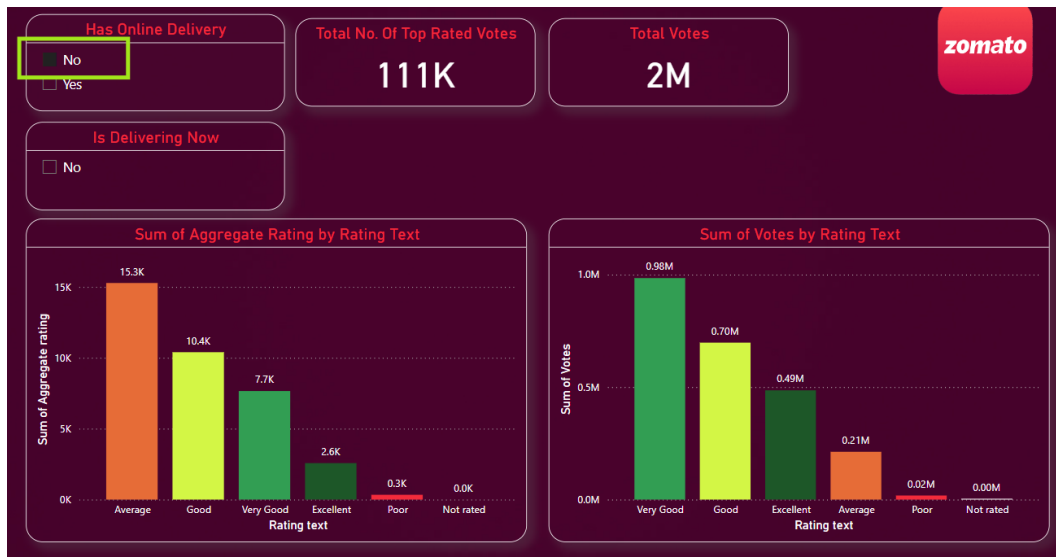 Has Online Delivery
No
Yes
Total No. Of Top Rated Votes
111K
Total Votes
2M
zomato
Is Delivering Now
No
Sum of Aggregate Rating by Rating Text
Sum of Aggregate rating
15K
10K
5K
0K
15.3K
10.4K
7.7K
2.6K
0.3K
0.0K
Average Good Very Good Excellent Poor Not rated
Rating text
Sum of Votes by Rating Text
Sum of Votes
1.0M
0.5M
0.0M
0.98M
0.70M
0.49M
0.21M
0.02M
0.00M
Very Good Good Excellent Average Poor Not rated
Rating text